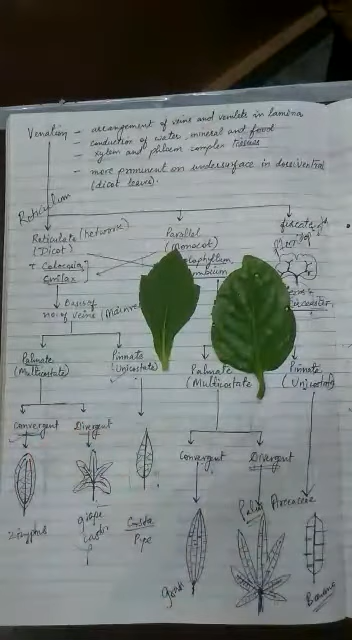 Venation - arrangement of veins and veinlets in lamina
- conduction of water, mineral and food
- xylem and phloem complex tissues
- more prominent on undersurface in dorsiventral
(dicot leaves).
Reticulate (network)
(Dicot)
Parallel
(Monocot)
Colocasia
Smilax
Basis of
no. of veins
Palmate
(Multicostate)
Pinnate
(Unicostate)
Palmate
(Multicostate
Pinnate
(Unicostate)
Convergent
Divergent
Convergent
Divergent
Zizyphus
Grape
Castor
Pipe
Grass
Palm
Banana